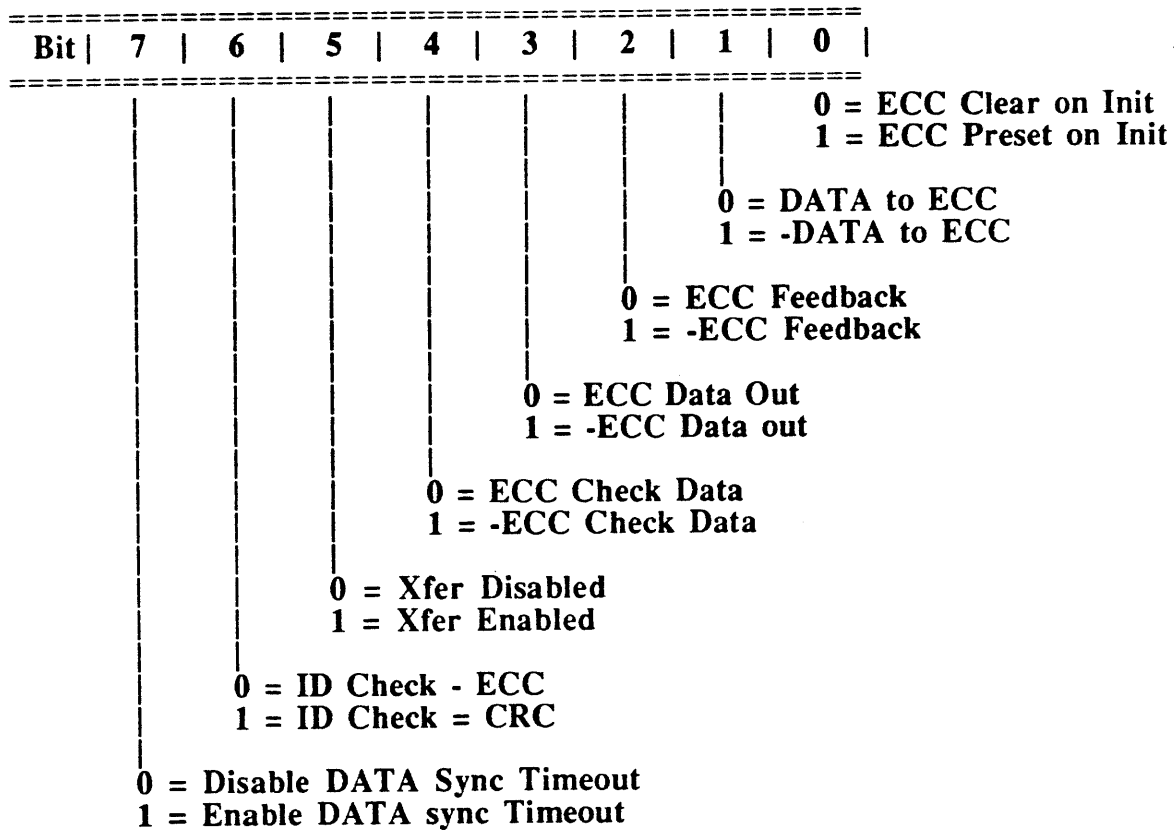 Bit | 7 | 6 | 5 | 4 | 3 | 2 | 1 | 0 |
0 = ECC Clear on Init
1 = ECC Preset on Init
0 = DATA to ECC
1 = -DATA to ECC
0 = ECC Feedback
1 = -ECC Feedback
0 = ECC Data Out
1 = -ECC Data out
0 = ECC Check Data
1 = -ECC Check Data
0 = Xfer Disabled
1 = Xfer Enabled
0 = ID Check - ECC
1 = ID Check = CRC
0 = Disable DATA Sync Timeout
1 = Enable DATA sync Timeout